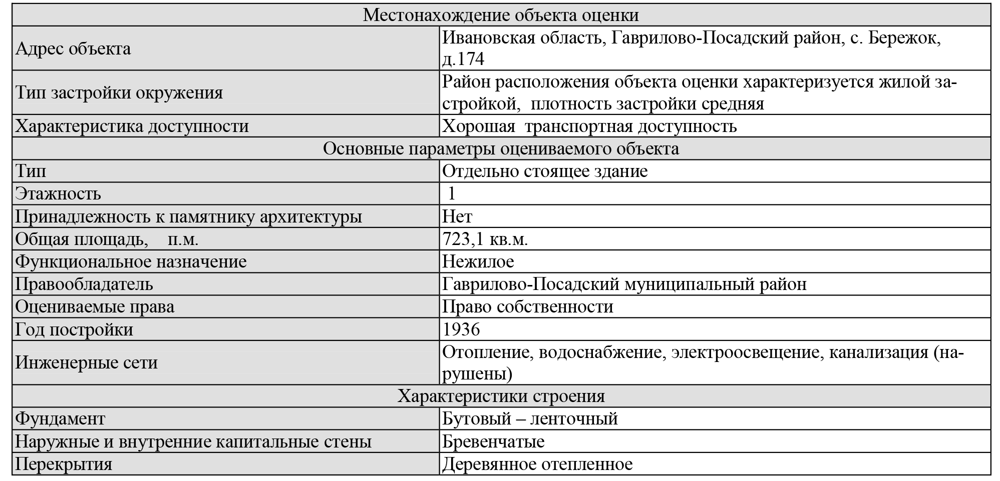 Местонахождение объекта оценки
Адрес объекта
Ивановская область, Гаврилово-Посадский район, с. Бережок,
д.174
Тип застройки окружения
Район расположения объекта оценки характеризуется жилой за-
стройкой,  плотность застройки средняя
Характеристика доступности
Хорошая  транспортная доступность
Основные параметры оцениваемого объекта
Тип
Отдельно стоящее здание
Этажность
1
Принадлежность к памятнику архитектуры
Нет
Общая площадь,    п.м.
723,1 кв.м.
Функциональное назначение
Нежилое
Правообладатель
Гаврилово-Посадский муниципальный район
Оцениваемые права
Право собственности
Год постройки
1936
Инженерные сети
Отопление, водоснабжение, электроосвещение, канализация (на-
рушены)
Характеристики строения
Фундамент
Бутовый – ленточный
Наружные и внутренние капитальные стены
Бревенчатые
Перекрытия
Деревянное отепленное